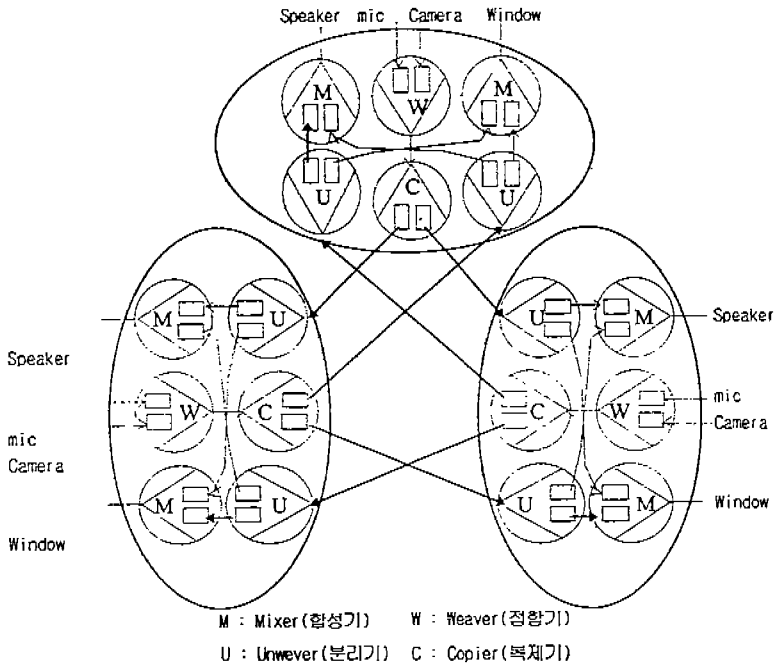 Speaker mic Camera Window
M W M
U C U
M U U M
Speaker Speaker
W C C W
mic
mic Camera
Camera
M U U M
Window
Window
M : Mixer(합성기) W : Weaver(접합기)
U : Unwever(분리기) C : Copier(복제기)